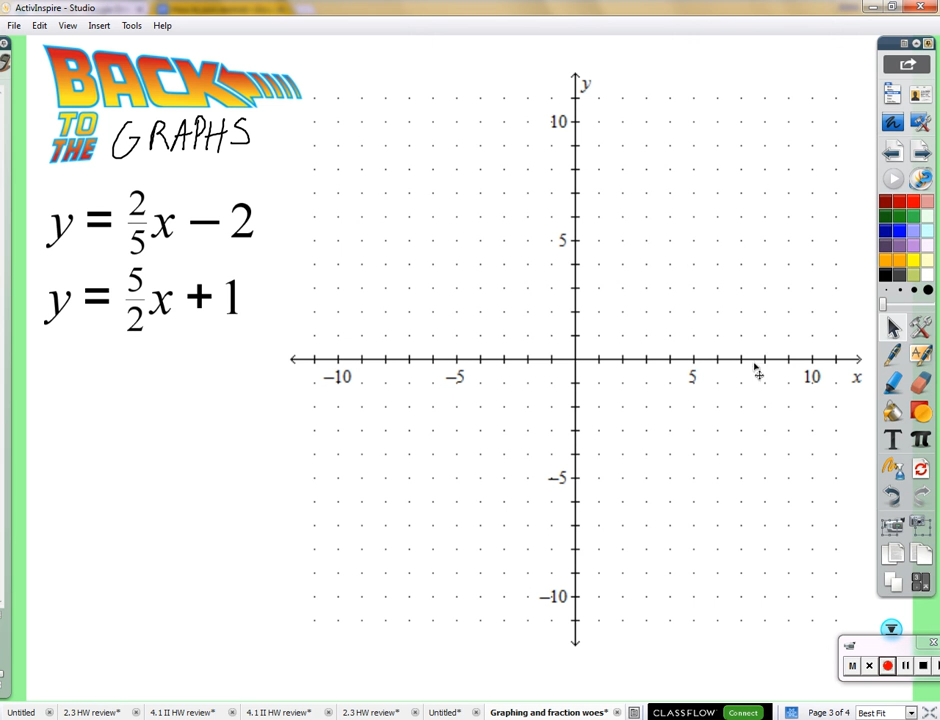 ActivInspire - Studio
File Edit View Insert Tools Help
BACK
TO
THE GRAPHS
y = 2/5 x − 2
y = 5/2 x + 1
y
10
5
–10 –5 5 10 x
–5
–10
M
Untitled 2.3 HW review* 4.1 II HW review* 4.1 II HW review* 2.3 HW review* Untitled* Graphing and fraction woes* CLASSFLOW Connect Page 3 of 4 Best Fit